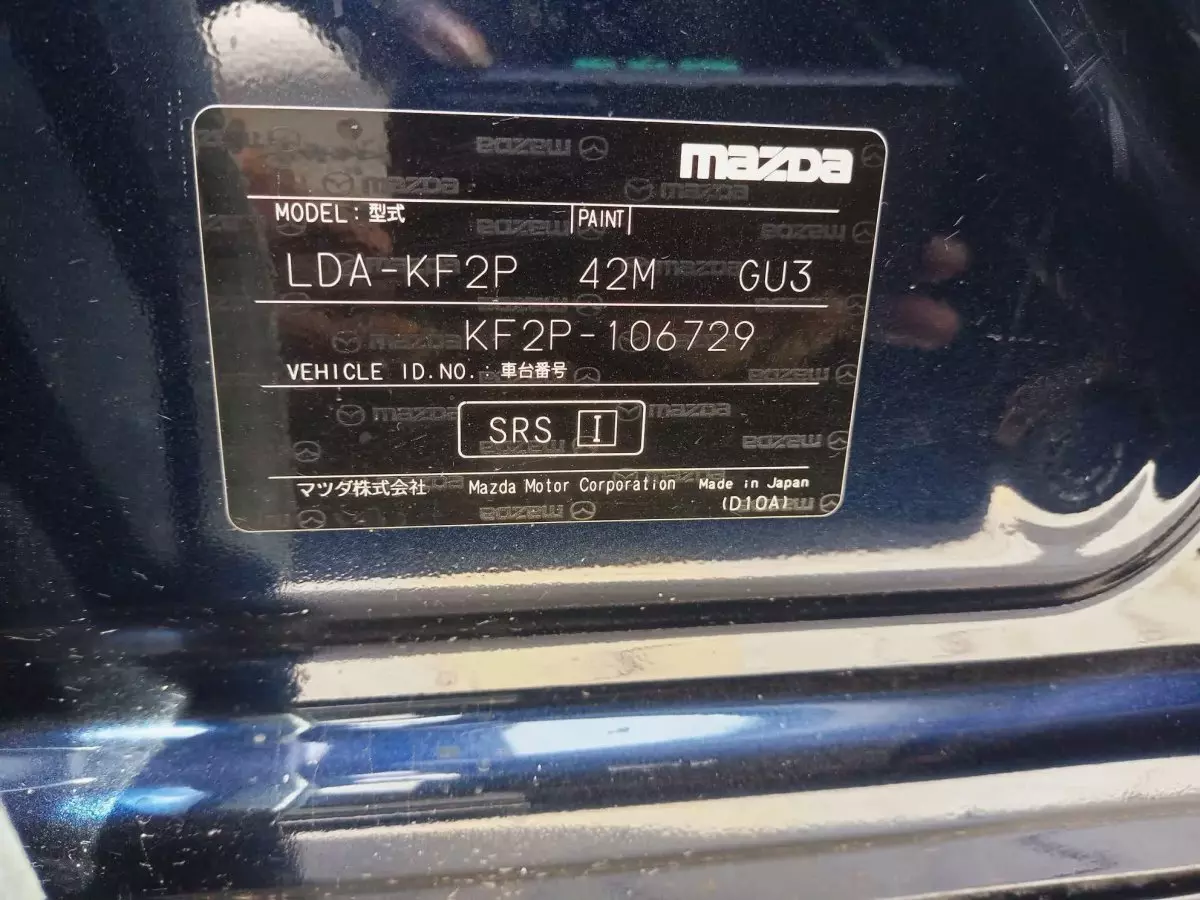 mazda
MODEL : 型式 PAINT
LDA-KF2P 42M GU3
KF2P-106729
VEHICLE ID.NO. : 車台番号
SRS I
マツダ株式会社 Mazda Motor Corporation Made in Japan
(D10A)